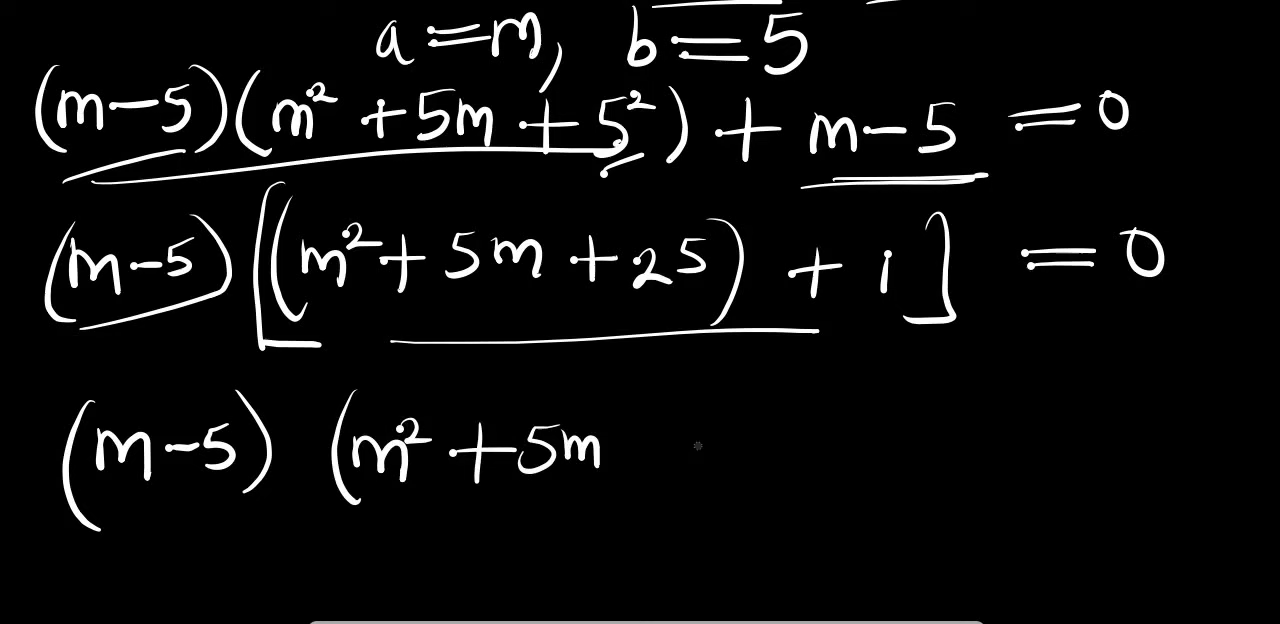 a = m, b = 5
(m - 5)(m² + 5m + 5²) + m - 5 = 0
(m - 5)[(m² + 5m + 25) + 1] = 0
(m - 5) (m² + 5m